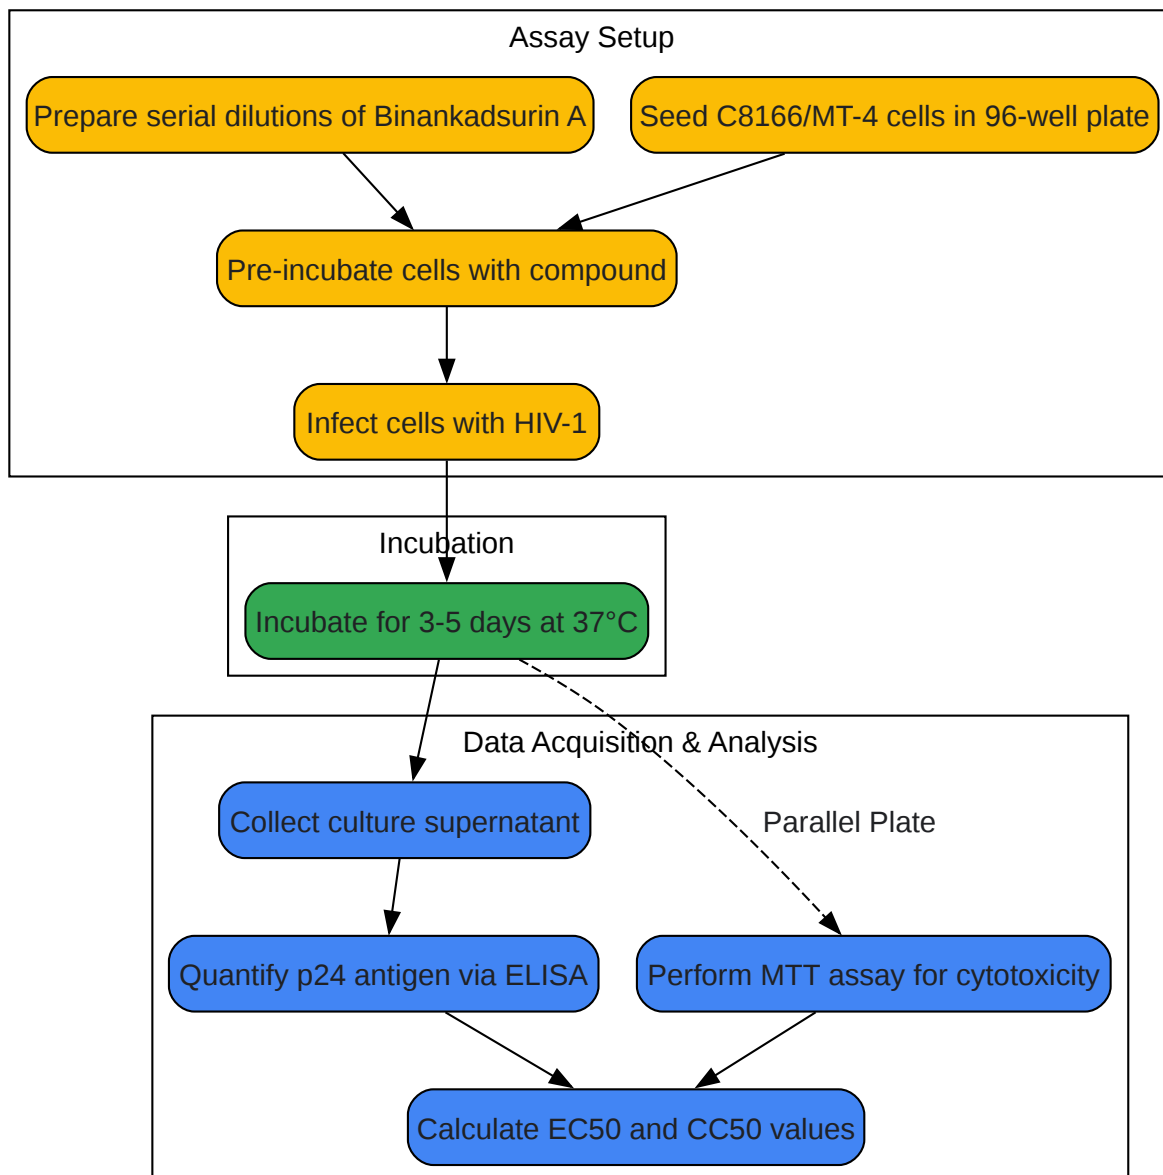 Assay Setup
Prepare serial dilutions of Binankadsurin A
Seed C8166/MT-4 cells in 96-well plate
Pre-incubate cells with compound
Infect cells with HIV-1
Incubation
Incubate for 3-5 days at 37°C
Data Acquisition & Analysis
Collect culture supernatant
Parallel Plate
Quantify p24 antigen via ELISA
Perform MTT assay for cytotoxicity
Calculate EC50 and CC50 values